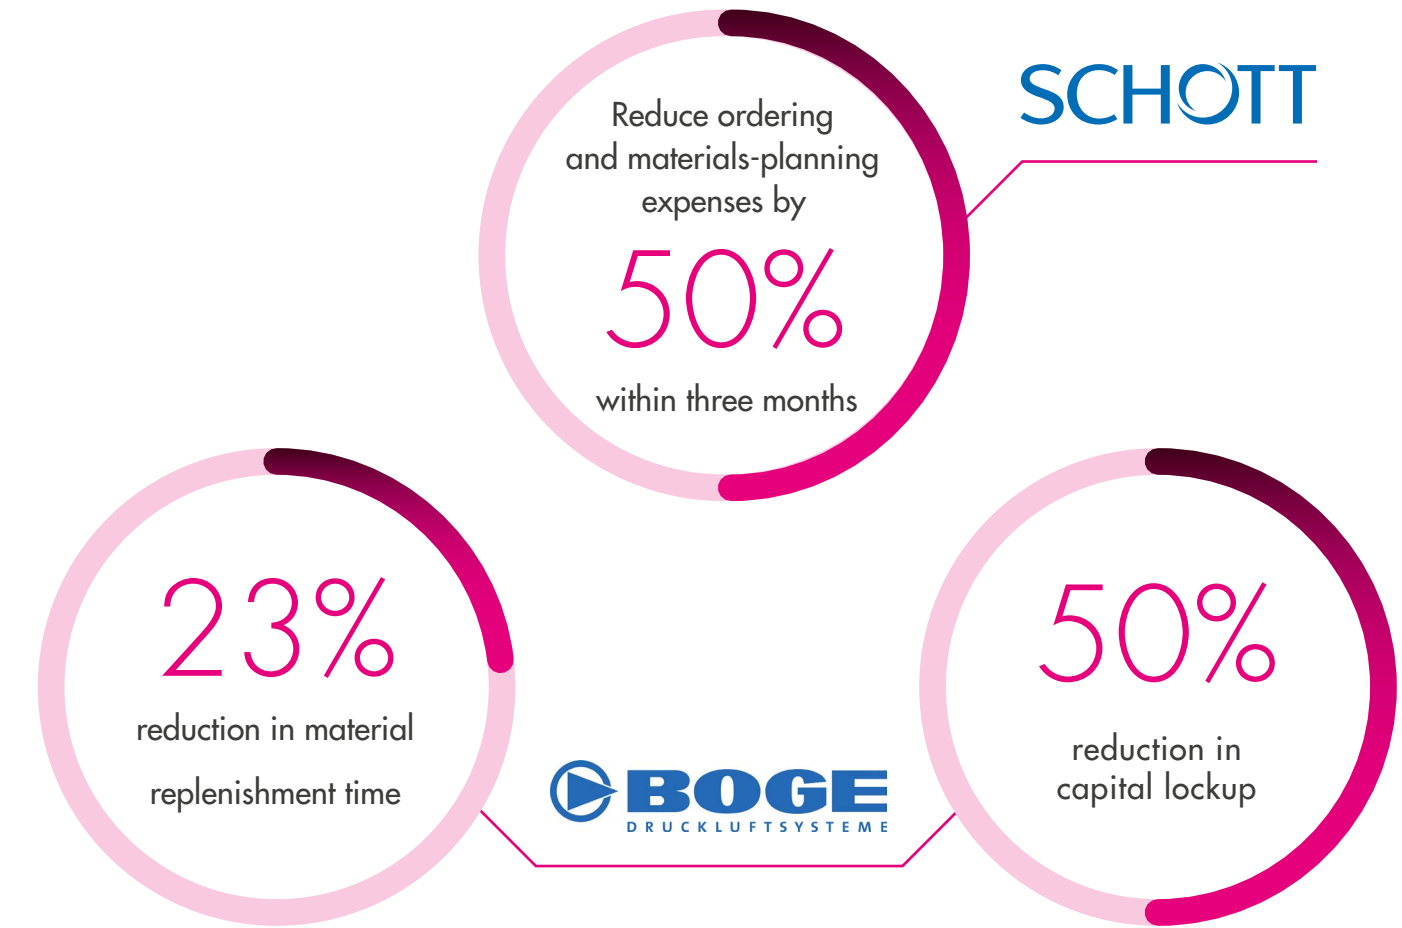 Reduce ordering
and materials-planning
expenses by
50%
within three months
SCHOTT
23%
reduction in material
replenishment time
BOGE
DRUCKLUFTSYSTEME
50%
reduction in
capital lockup